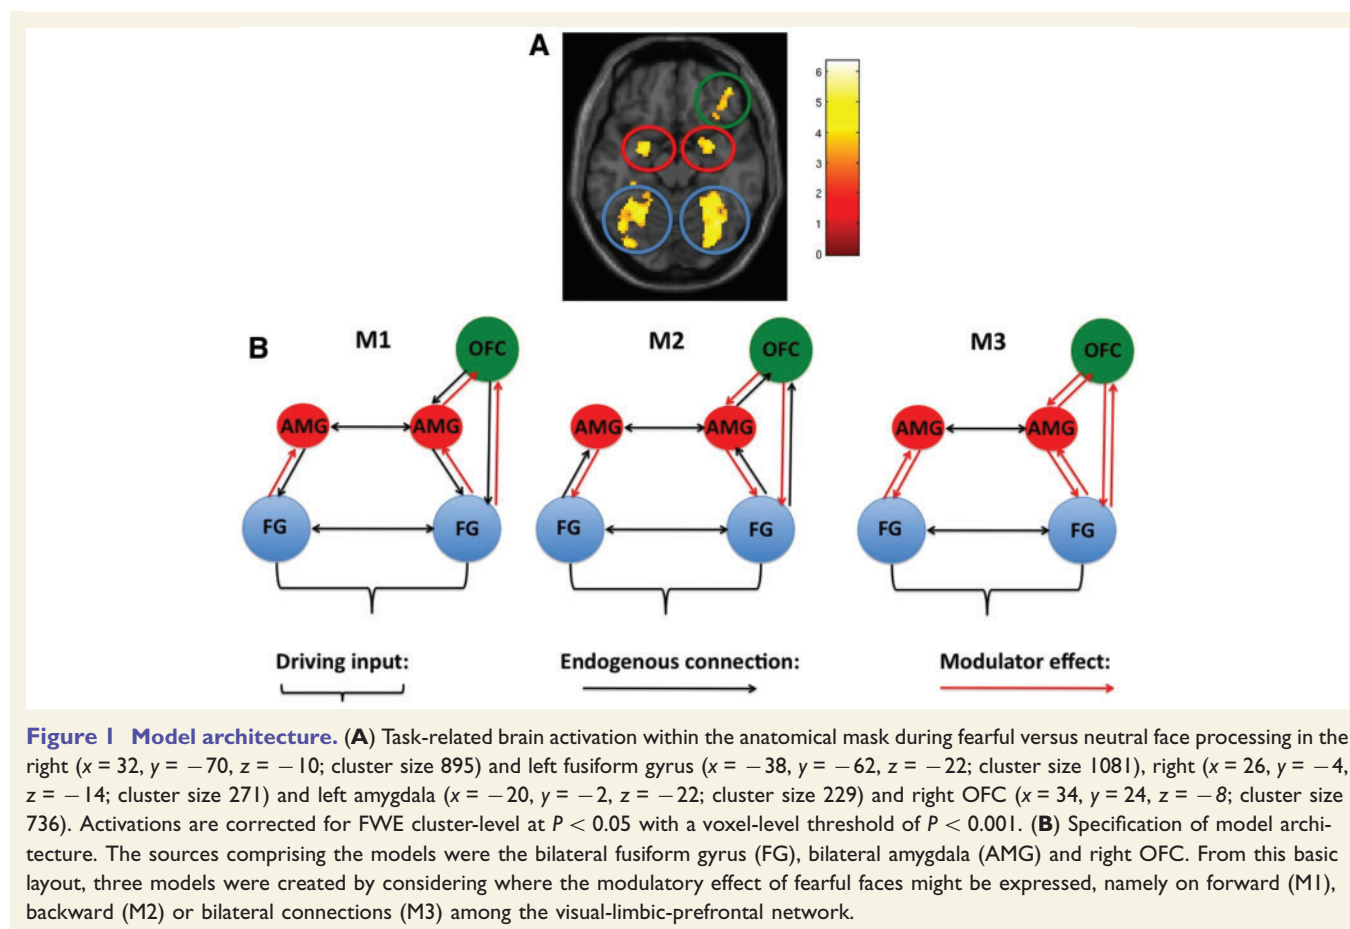 A
6
5
4
3
2
1
0
B
M1
M2
M3
OFC
OFC
OFC
AMG
AMG
AMG
AMG
AMG
AMG
FG
FG
FG
FG
FG
FG
Driving input:
Endogenous connection:
Modulator effect:
Figure 1 Model architecture. (A) Task-related brain activation within the anatomical mask during fearful versus neutral face processing in the
right (x = 32, y = −70, z = −10; cluster size 895) and left fusiform gyrus (x = −38, y = −62, z = −22; cluster size 1081), right (x = 26, y = −4,
z = −14; cluster size 271) and left amygdala (x = −20, y = −2, z = −22; cluster size 229) and right OFC (x = 34, y = 24, z = −8; cluster size
736). Activations are corrected for FWE cluster-level at P < 0.05 with a voxel-level threshold of P < 0.001. (B) Specification of model archi-
tecture. The sources comprising the models were the bilateral fusiform gyrus (FG), bilateral amygdala (AMG) and right OFC. From this basic
layout, three models were created by considering where the modulatory effect of fearful faces might be expressed, namely on forward (M1),
backward (M2) or bilateral connections (M3) among the visual-limbic-prefrontal network.